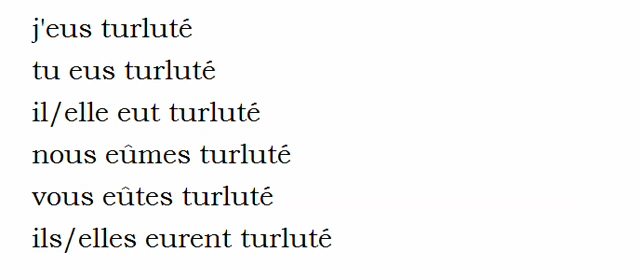 j'eus turluté
tu eus turluté
il/elle eut turluté
nous eûmes turluté
vous eûtes turluté
ils/elles eurent turluté